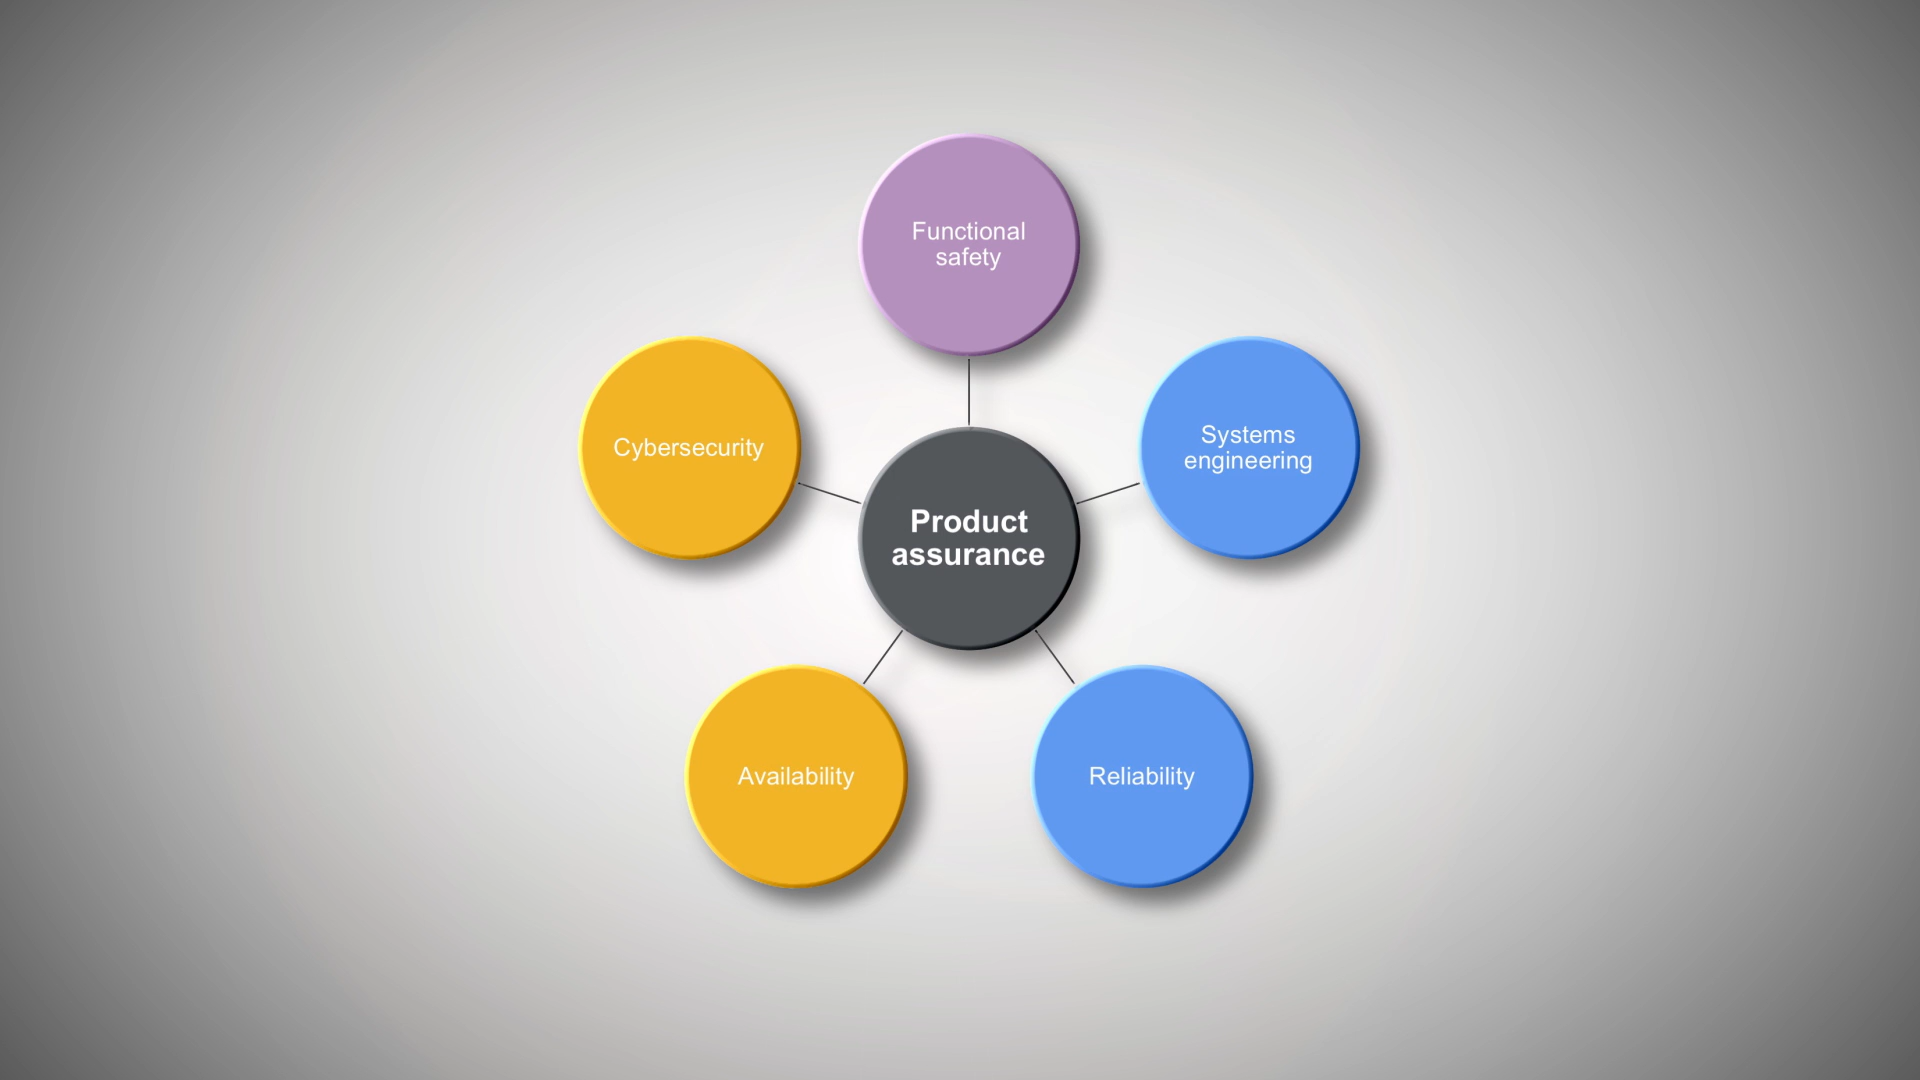 Functional
safety
Cybersecurity
Systems
engineering
Product
assurance
Availability
Reliability